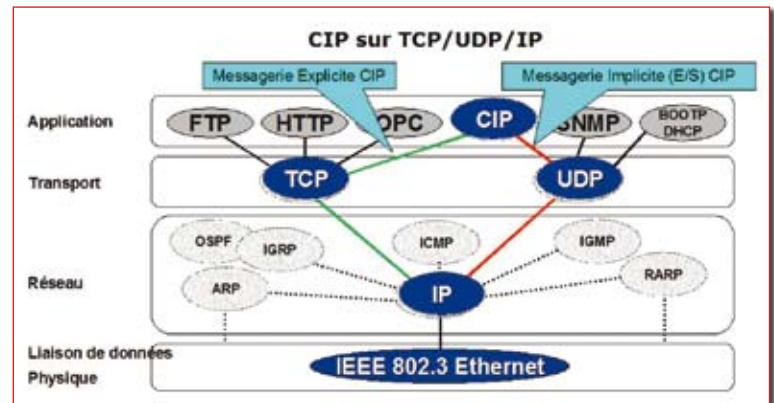 CIP sur TCP/UDP/IP
Messagerie Explicite CIP
Messagerie Implicite (E/S) CIP
Application
FTP
HTTP
OPC
CIP
SNMP
BOOTP
DHCP
Transport
TCP
UDP
Réseau
OSPF
IGRP
ICMP
IGMP
ARP
IP
RARP
Liaison de données
Physique
IEEE 802.3 Ethernet